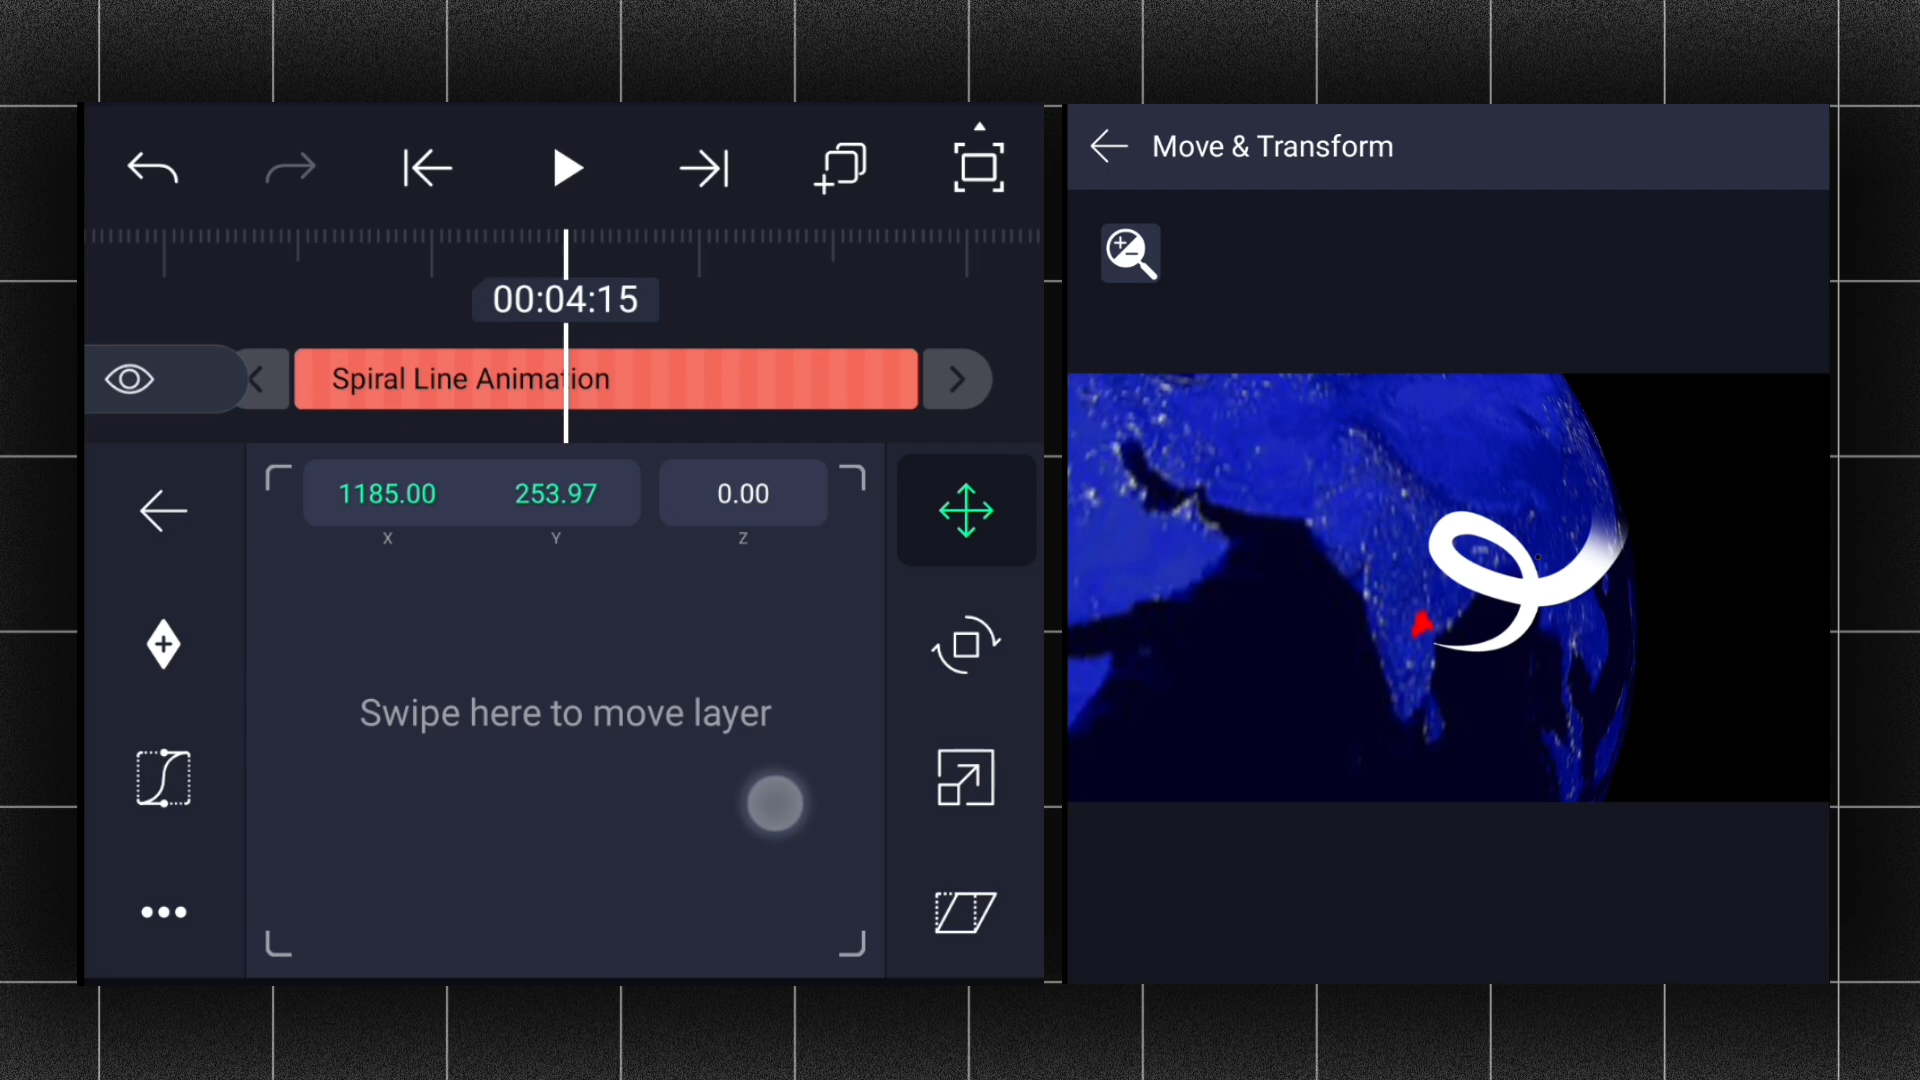 00:04:15
Spiral Line Animation
1185.00 253.97 0.00
X Y Z
Swipe here to move layer
Move & Transform